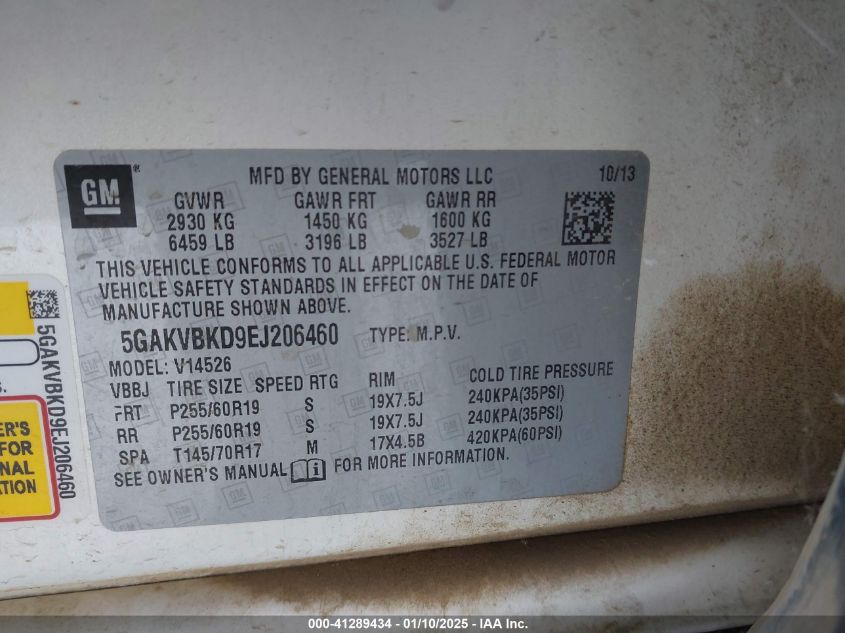 GM
MFD BY GENERAL MOTORS LLC 10/13
GVWR GAWR FRT GAWR RR
2930 KG 1450 KG 1600 KG
6459 LB 3196 LB 3527 LB
THIS VEHICLE CONFORMS TO ALL APPLICABLE U.S. FEDERAL MOTOR
VEHICLE SAFETY STANDARDS IN EFFECT ON THE DATE OF
MANUFACTURE SHOWN ABOVE.
5GAKVBKD9EJ206460 TYPE: M.P.V.
MODEL: V14526
VBBJ TIRE SIZE SPEED RTG RIM COLD TIRE PRESSURE
FRT P255/60R19 S 19X7.5J 240KPA(35PSI)
RR P255/60R19 S 19X7.5J 240KPA(35PSI)
SPA T145/70R17 M 17X4.5B 420KPA(60PSI)
SEE OWNER'S MANUAL i FOR MORE INFORMATION.
5GAKVBKD9EJ206460
S.
ER'S
FOR
NAL
TION
000-41289434 - 01/10/2025 - IAA Inc.